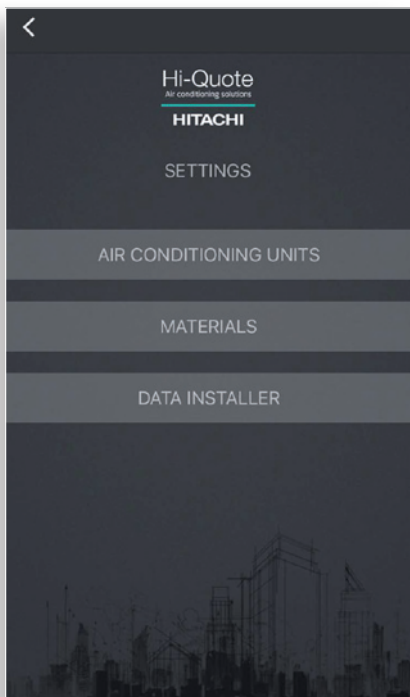 Hi-Quote
Air conditioning solutions
HITACHI
SETTINGS
AIR CONDITIONING UNITS
MATERIALS
DATA INSTALLER